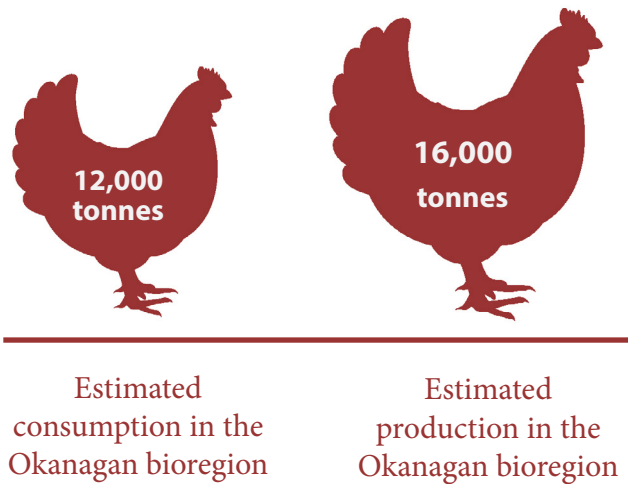 12,000
tonnes
16,000
tonnes
Estimated
consumption in the
Okanagan bioregion
Estimated
production in the
Okanagan bioregion